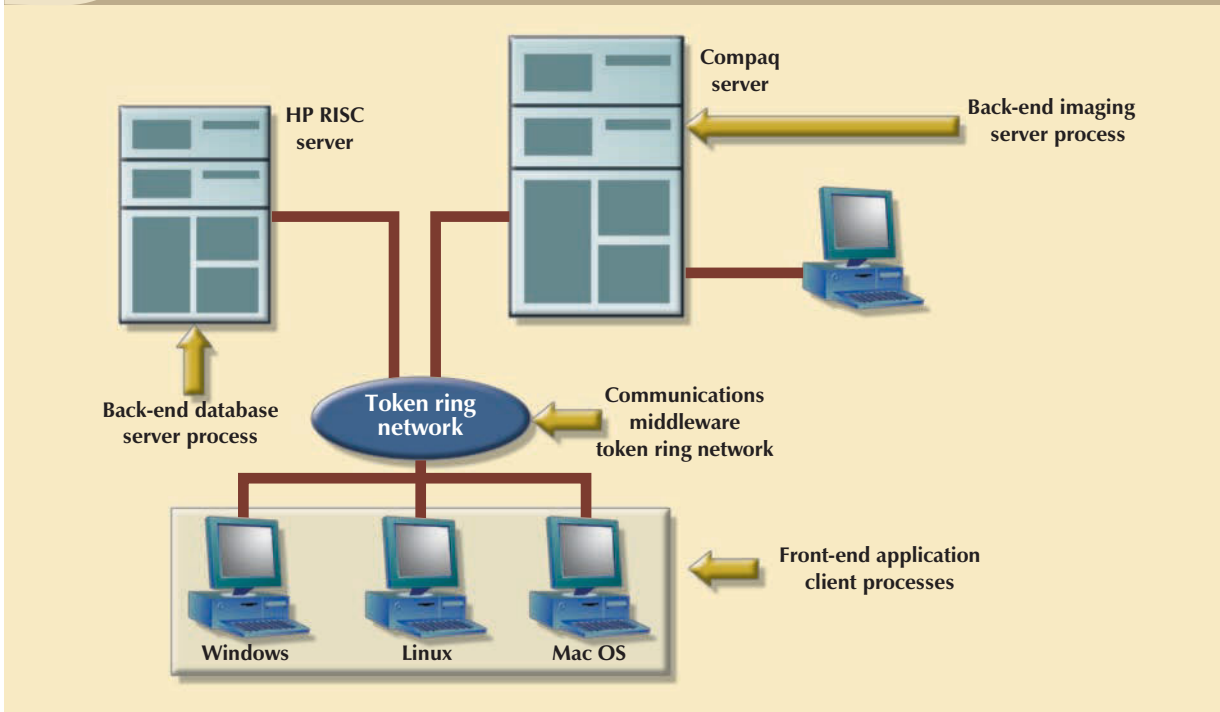 HP RISC
server
Compaq
server
Back-end imaging
server process
Back-end database
server process
Token ring
network
Communications
middleware
token ring network
Front-end application
client processes
Windows
Linux
Mac OS